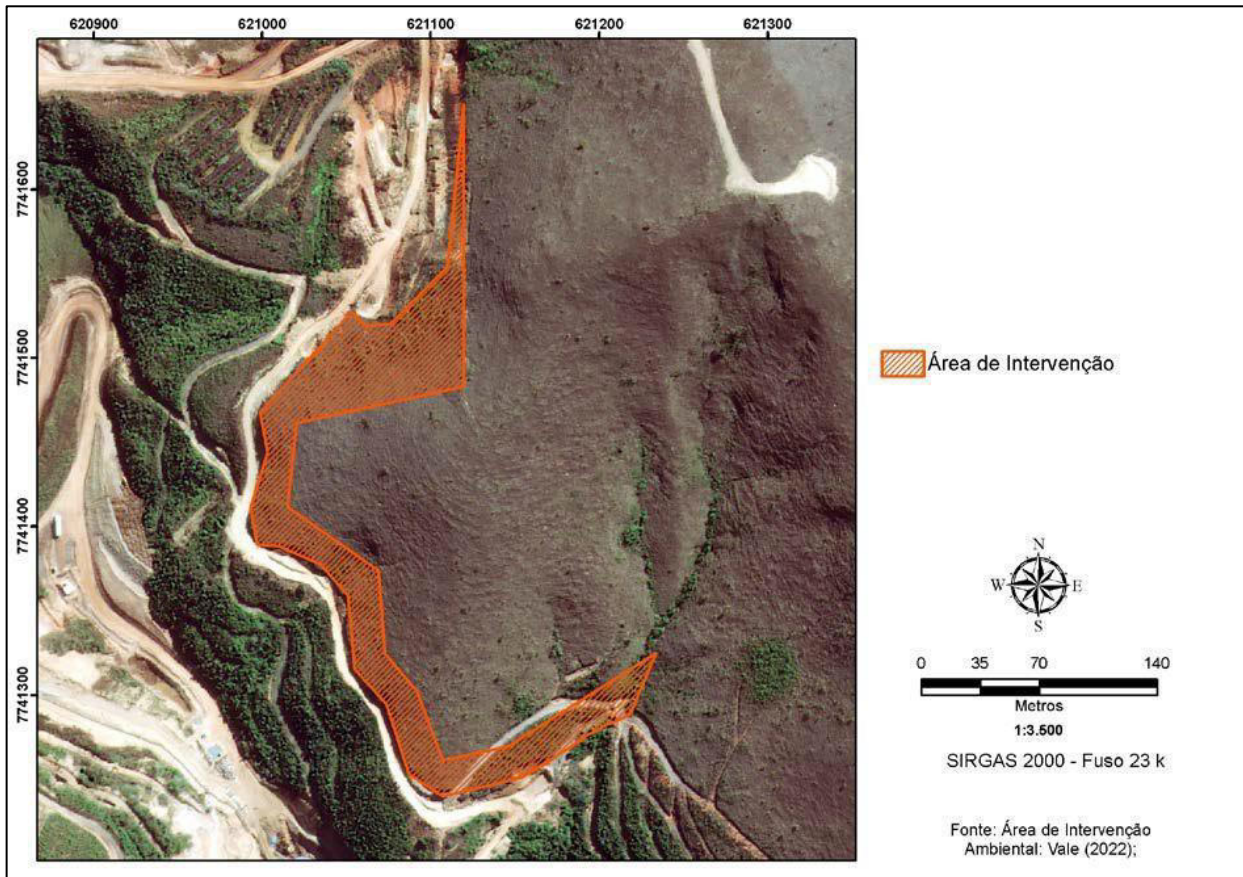 620900 621000 621100 621200 621300
7741600
7741500
7741400
7741300
Área de Intervenção
N
W E
S
0 35 70 140
Metros
1:3.500
SIRGAS 2000 - Fuso 23 k
Fonte: Área de Intervenção
Ambiental: Vale (2022);